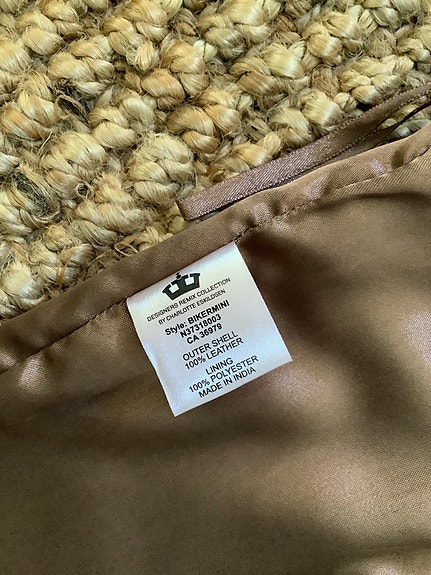 DESIGNERS REMIX COLLECTION
BY CHARLOTTE ESKILDSEN
Style: BIKERMINI
N37318003
CA 36979
OUTER SHELL
100% LEATHER
LINING
100% POLYESTER
MADE IN INDIA